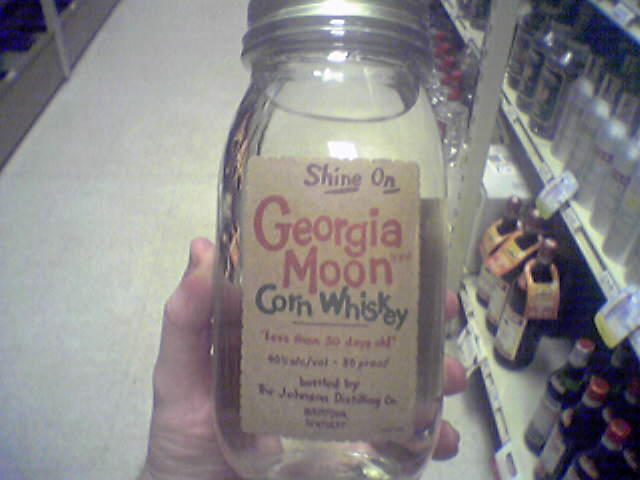 Shine On
Georgia
Moon
Corn Whiskey
"Less than 30 days old"
40% alc/vol - 80 proof
bottled by
The Johnson Distilling Co.
KENTUCKY